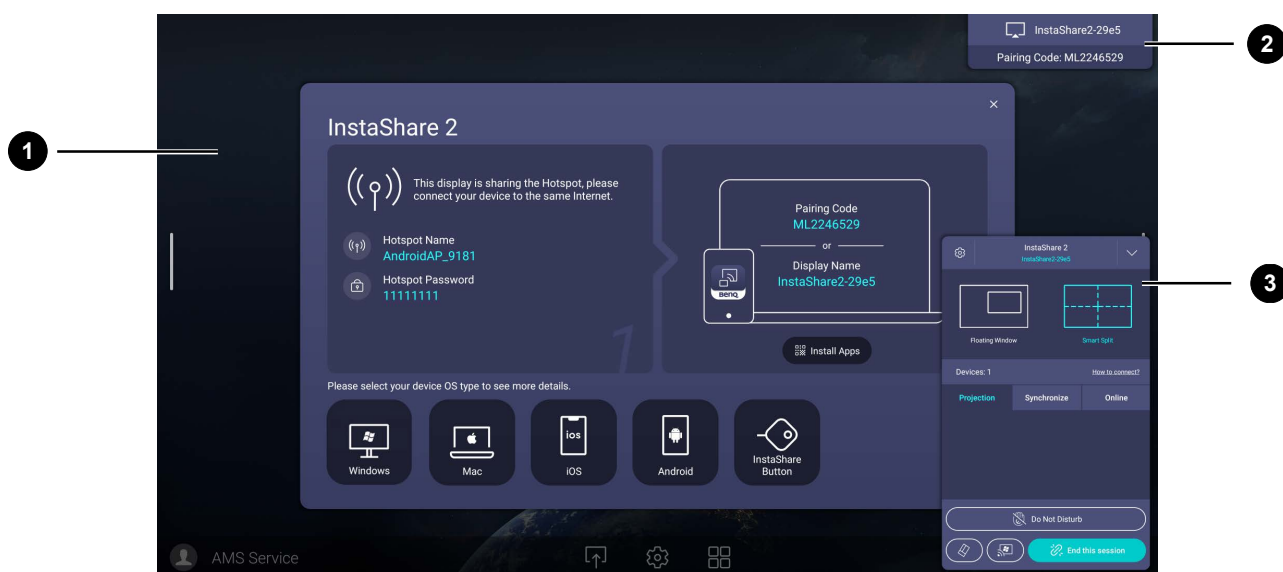 InstaShare2-29e5
Pairing Code: ML2246529
2
1
InstaShare 2
This display is sharing the Hotspot, please
connect your device to the same Internet.
Hotspot Name
AndroidAP_9181
Hotspot Password
11111111
1
Pairing Code
ML2246529
or
Display Name
InstaShare2-29e5
BenQ
Install Apps
Please select your device OS type to see more details.
Windows
Mac
ios
iOS
Android
InstaShare
Button
InstaShare 2
InstaShare2-29e5
3
Floating Window
Smart Split
Devices: 1
How to connect?
Projection
Synchronize
Online
Do Not Disturb
End this session
AMS Service